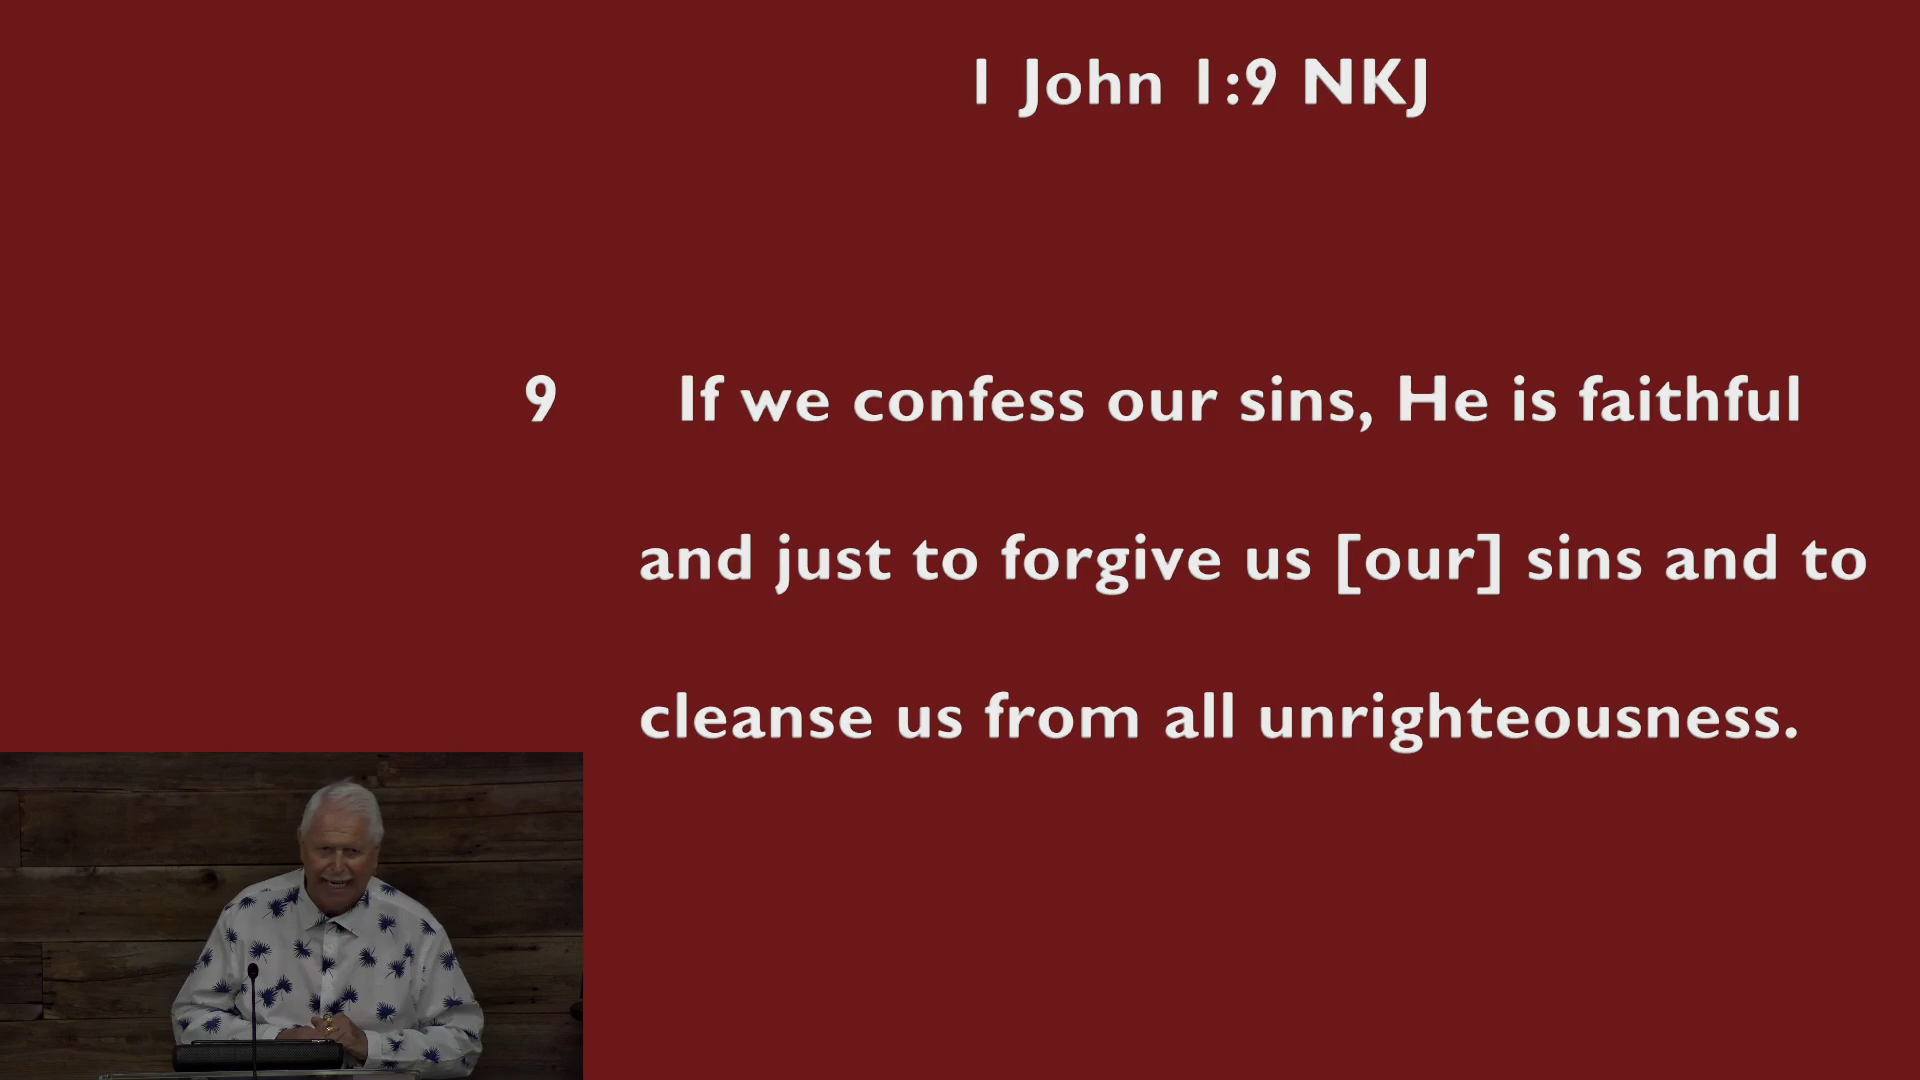 1 John 1:9 NKJ
9 If we confess our sins, He is faithful
and just to forgive us [our] sins and to
cleanse us from all unrighteousness.